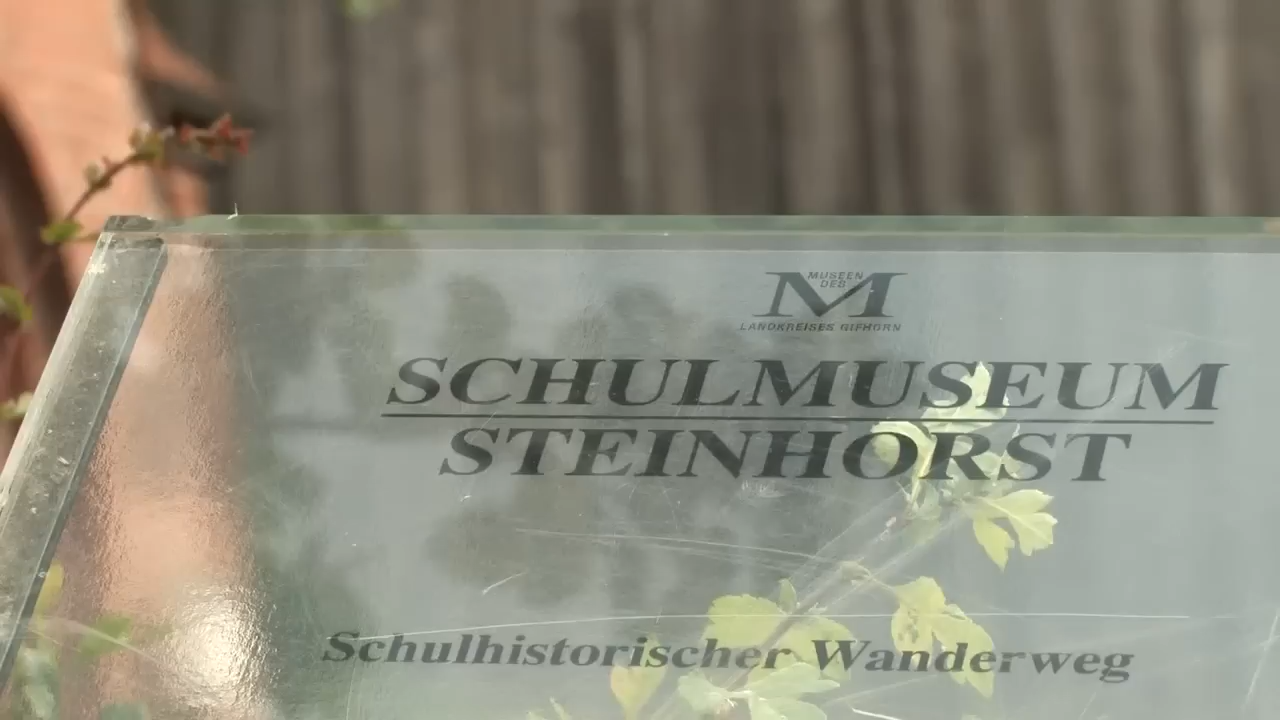 MUSEEN
DES
M
LANDKREISES GIFHORN
SCHULMUSEUM
STEINHORST
Schulhistorischer Wanderweg